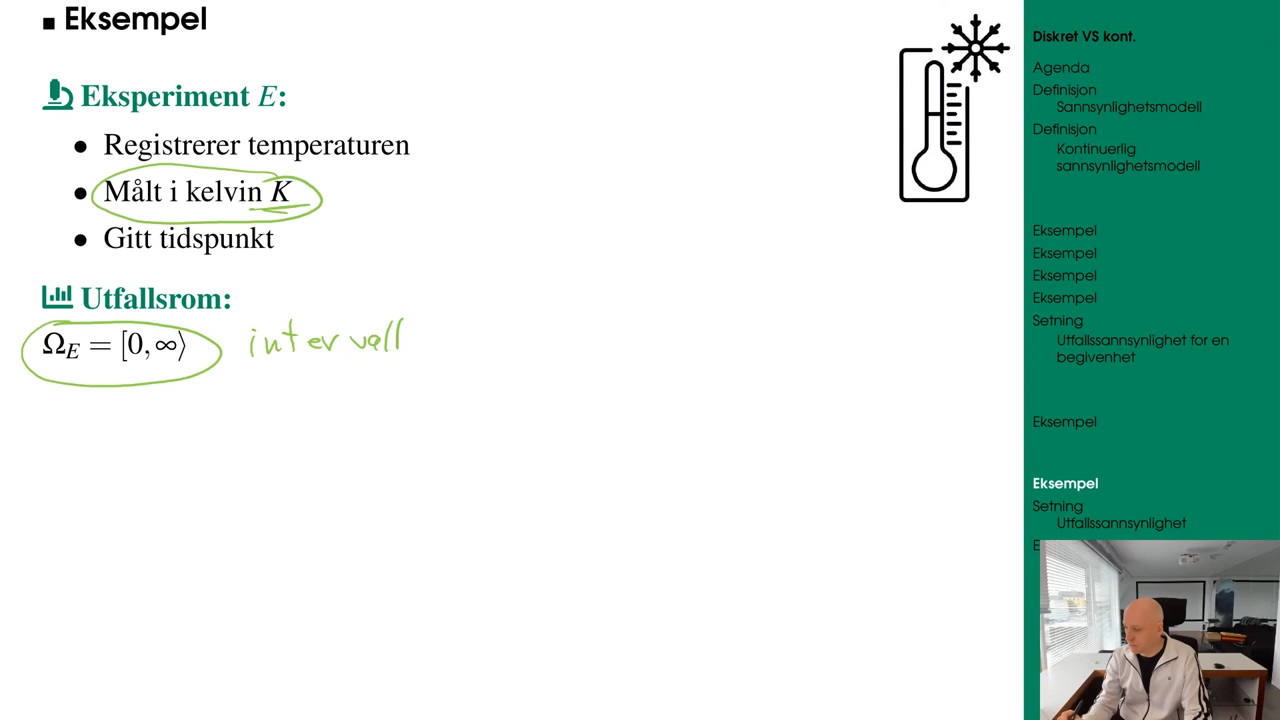 Eksempel
Eksperiment E:
• Registrerer temperaturen
• Målt i kelvin K
• Gitt tidspunkt
Utfallsrom:
Ω_E = [0, ∞⟩ intervall
Diskret VS kont.
Agenda
Definisjon
Sannsynlighetsmodell
Definisjon
Kontinuerlig
sannsynlighetsmodell
Eksempel
Eksempel
Eksempel
Eksempel
Setning
Utfallssannsynlighet for en
begivenhet
Eksempel
Eksempel
Setning
Utfallssannsynlighet